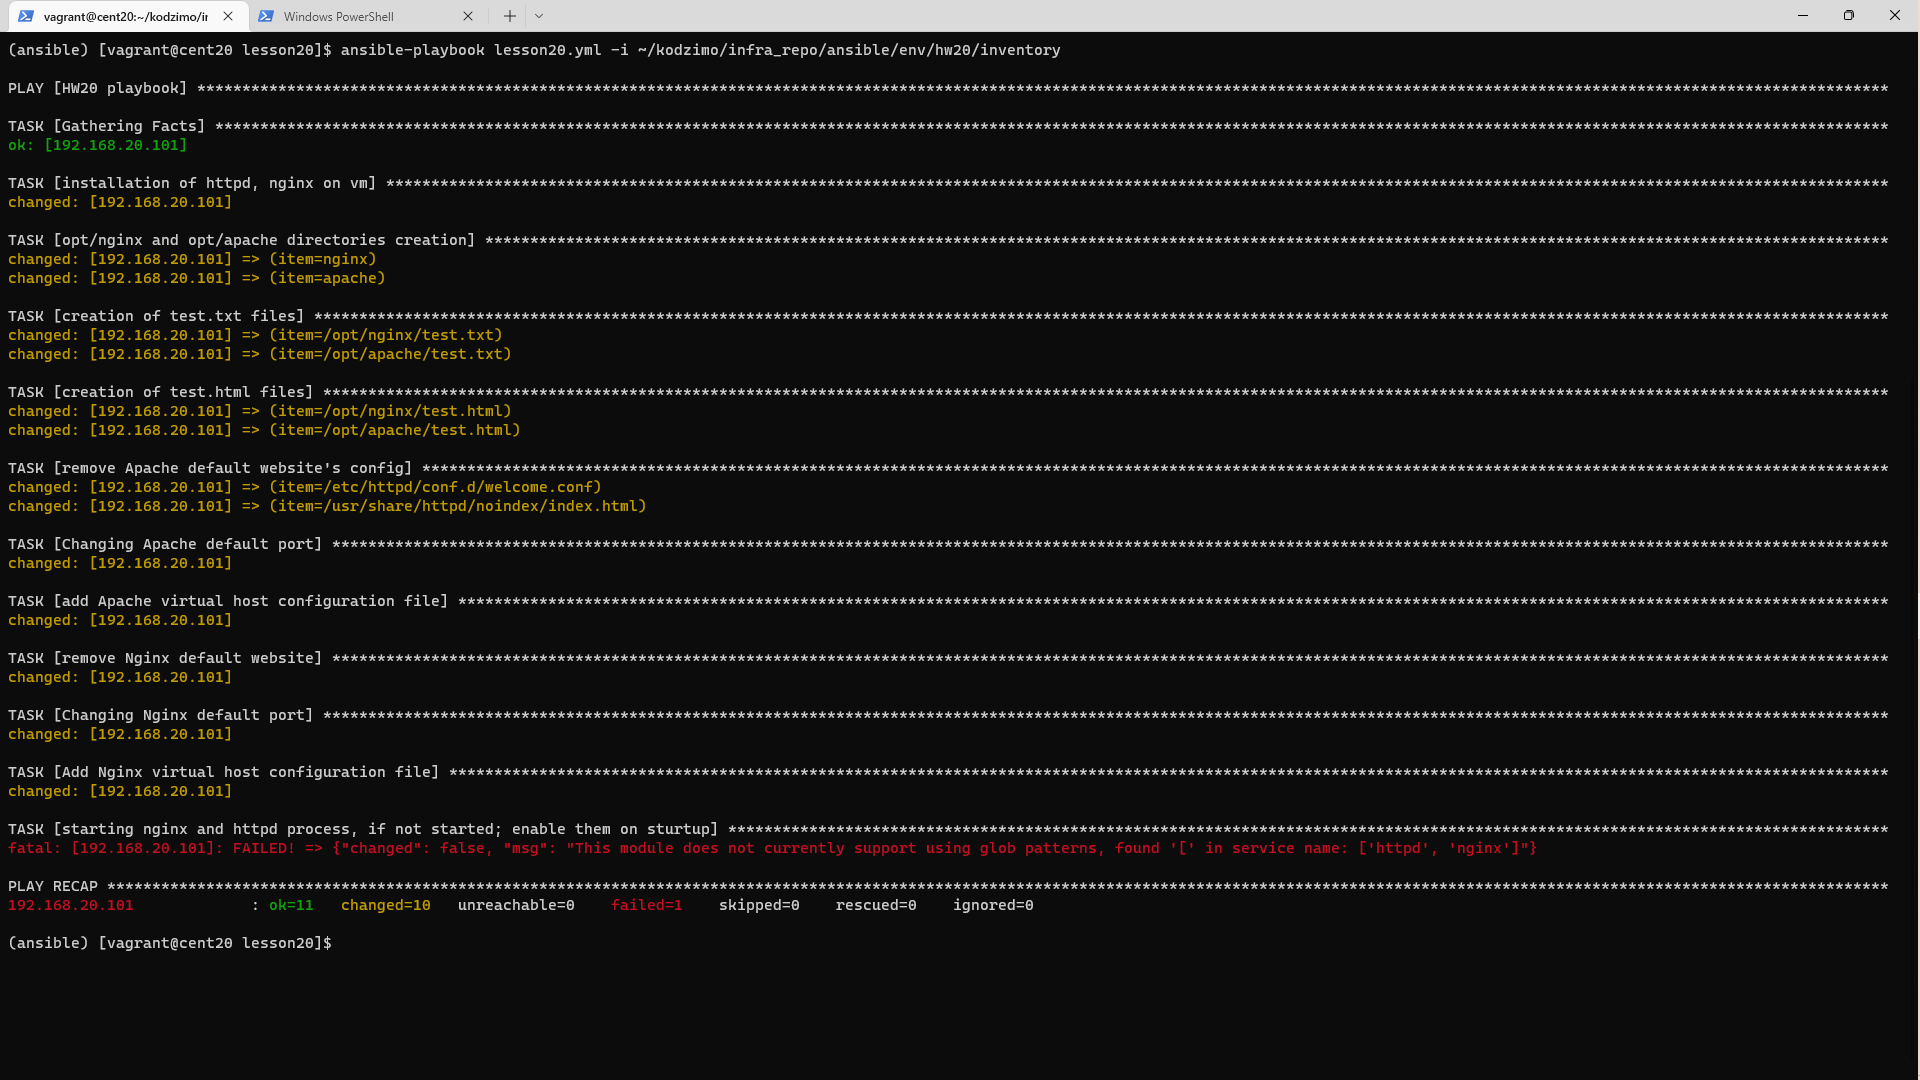 vagrant@cent20:~/kodzimo/ir
Windows PowerShell
(ansible) [vagrant@cent20 lesson20]$ ansible-playbook lesson20.yml -i ~/kodzimo/infra_repo/ansible/env/hw20/inventory
PLAY [HW20 playbook] ****
TASK [Gathering Facts] ****
ok: [192.168.20.101]
TASK [installation of httpd, nginx on vm] ****
changed: [192.168.20.101]
TASK [opt/nginx and opt/apache directories creation] ****
changed: [192.168.20.101] => (item=nginx)
changed: [192.168.20.101] => (item=apache)
TASK [creation of test.txt files] ****
changed: [192.168.20.101] => (item=/opt/nginx/test.txt)
changed: [192.168.20.101] => (item=/opt/apache/test.txt)
TASK [creation of test.html files] ****
changed: [192.168.20.101] => (item=/opt/nginx/test.html)
changed: [192.168.20.101] => (item=/opt/apache/test.html)
TASK [remove Apache default website's config] ****
changed: [192.168.20.101] => (item=/etc/httpd/conf.d/welcome.conf)
changed: [192.168.20.101] => (item=/usr/share/httpd/noindex/index.html)
TASK [Changing Apache default port] ****
changed: [192.168.20.101]
TASK [add Apache virtual host configuration file] ****
changed: [192.168.20.101]
TASK [remove Nginx default website] ****
changed: [192.168.20.101]
TASK [Changing Nginx default port] ****
changed: [192.168.20.101]
TASK [Add Nginx virtual host configuration file] ****
changed: [192.168.20.101]
TASK [starting nginx and httpd process, if not started; enable them on sturtup] ****
fatal: [192.168.20.101]: FAILED! => {"changed": false, "msg": "This module does not currently support using glob patterns, found '[' in service name: ['httpd', 'nginx']"}
PLAY RECAP ****
192.168.20.101 : ok=11 changed=10 unreachable=0 failed=1 skipped=0 rescued=0 ignored=0
(ansible) [vagrant@cent20 lesson20]$